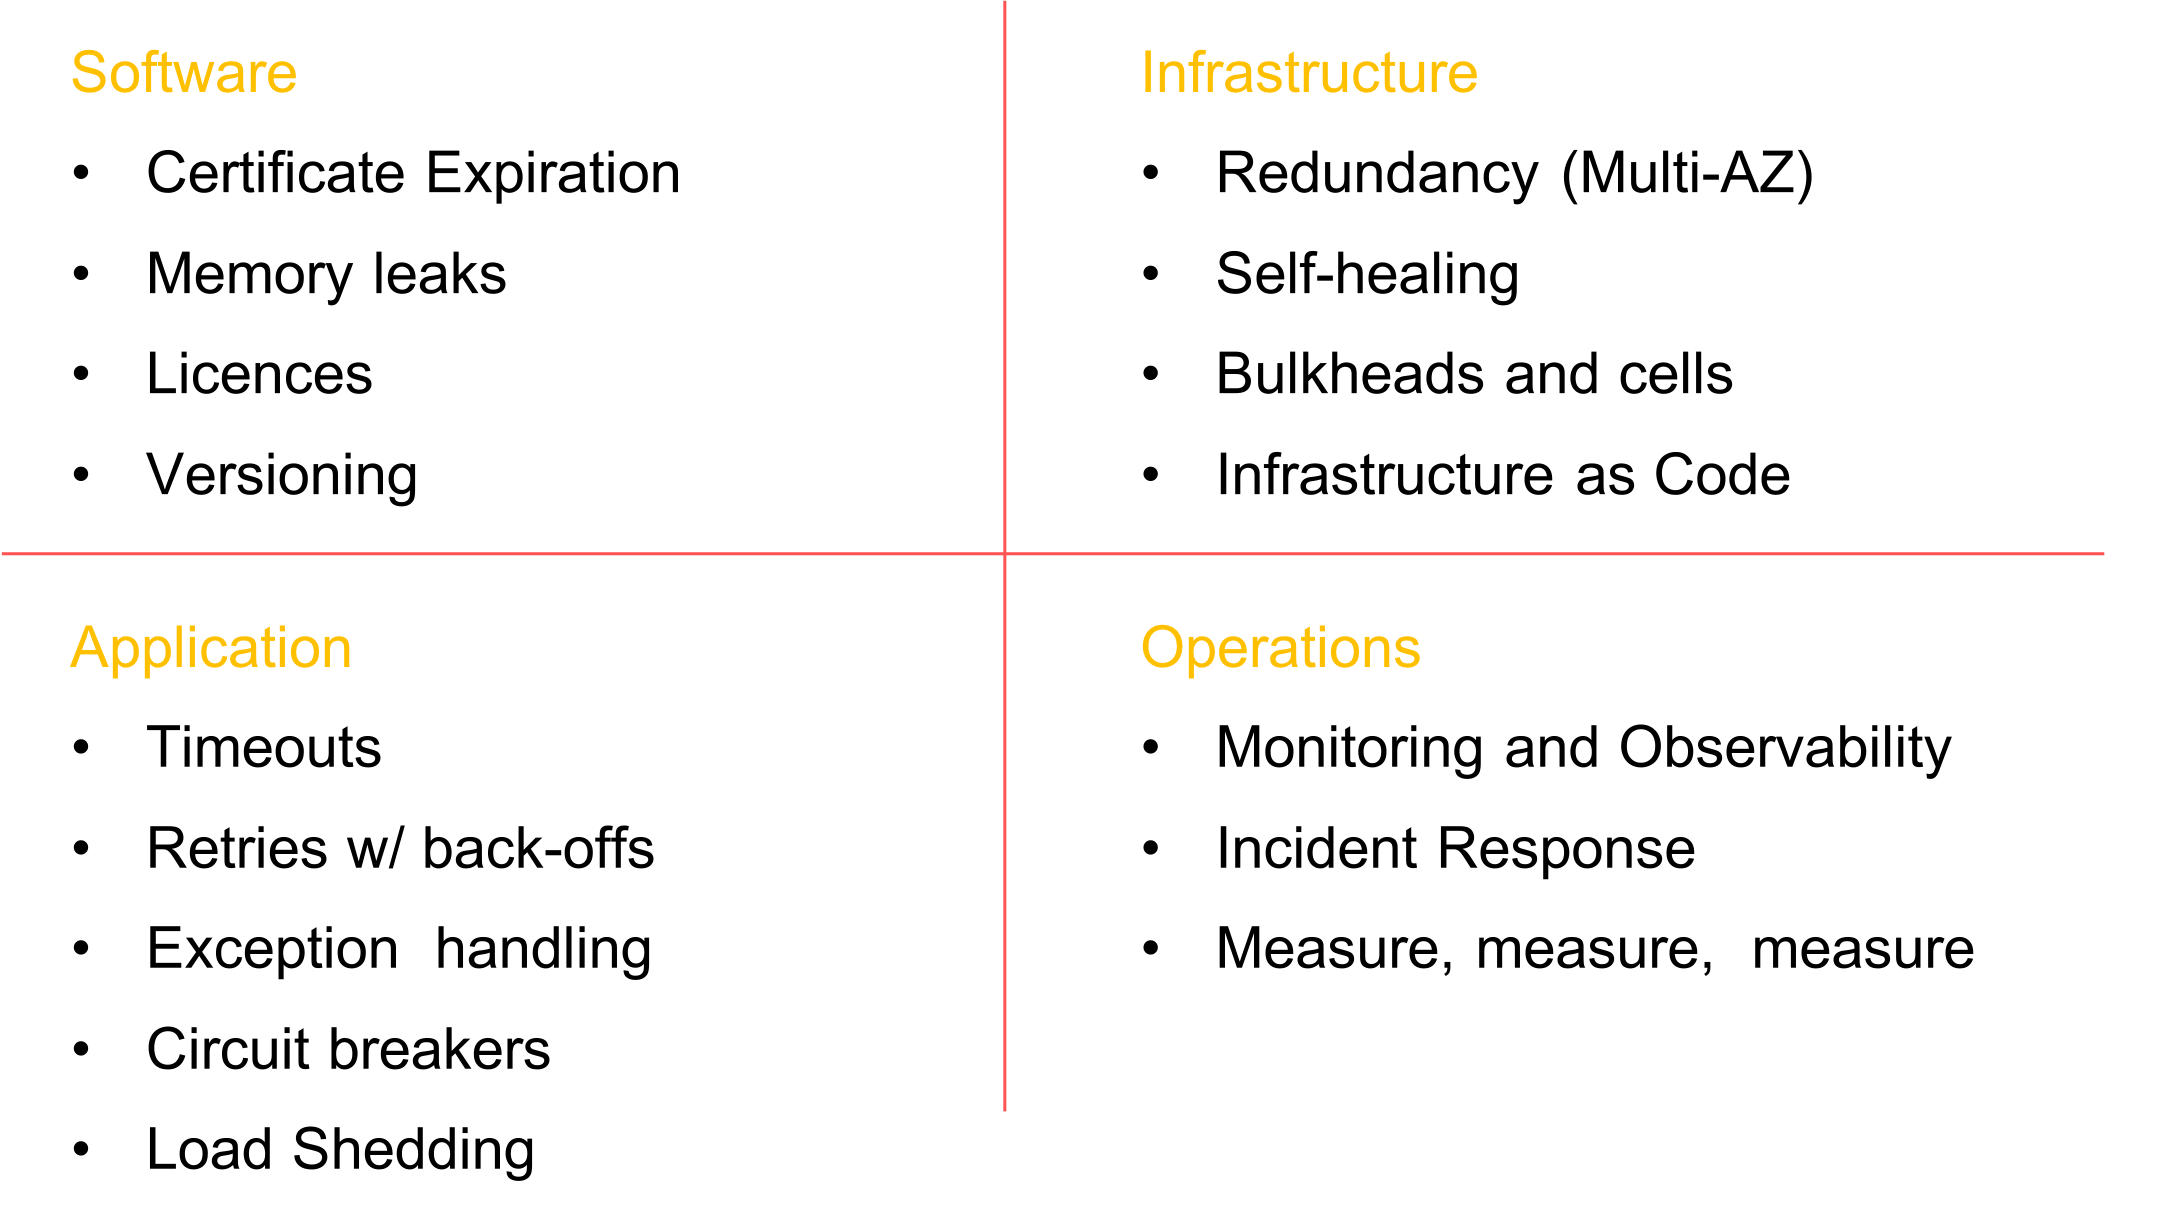 Software
• Certificate Expiration
• Memory leaks
• Licences
• Versioning
Infrastructure
• Redundancy (Multi-AZ)
• Self-healing
• Bulkheads and cells
• Infrastructure as Code
Application
• Timeouts
• Retries w/ back-offs
• Exception  handling
• Circuit breakers
• Load Shedding
Operations
• Monitoring and Observability
• Incident Response
• Measure, measure,  measure